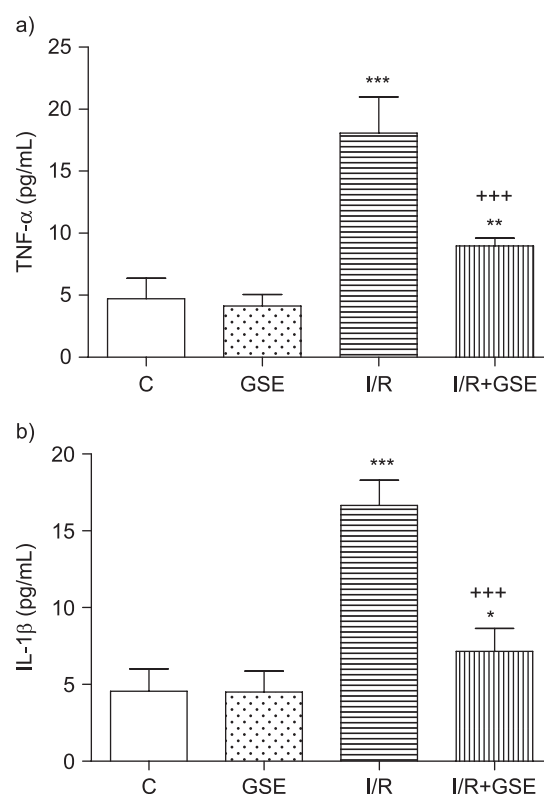 a)
25
20
15
10
5
0
TNF-α (pg/mL)
***
+++
**
C GSE I/R I/R+GSE
b)
20
15
10
5
0
IL-1β (pg/mL)
***
+++
*
C GSE I/R I/R+GSE